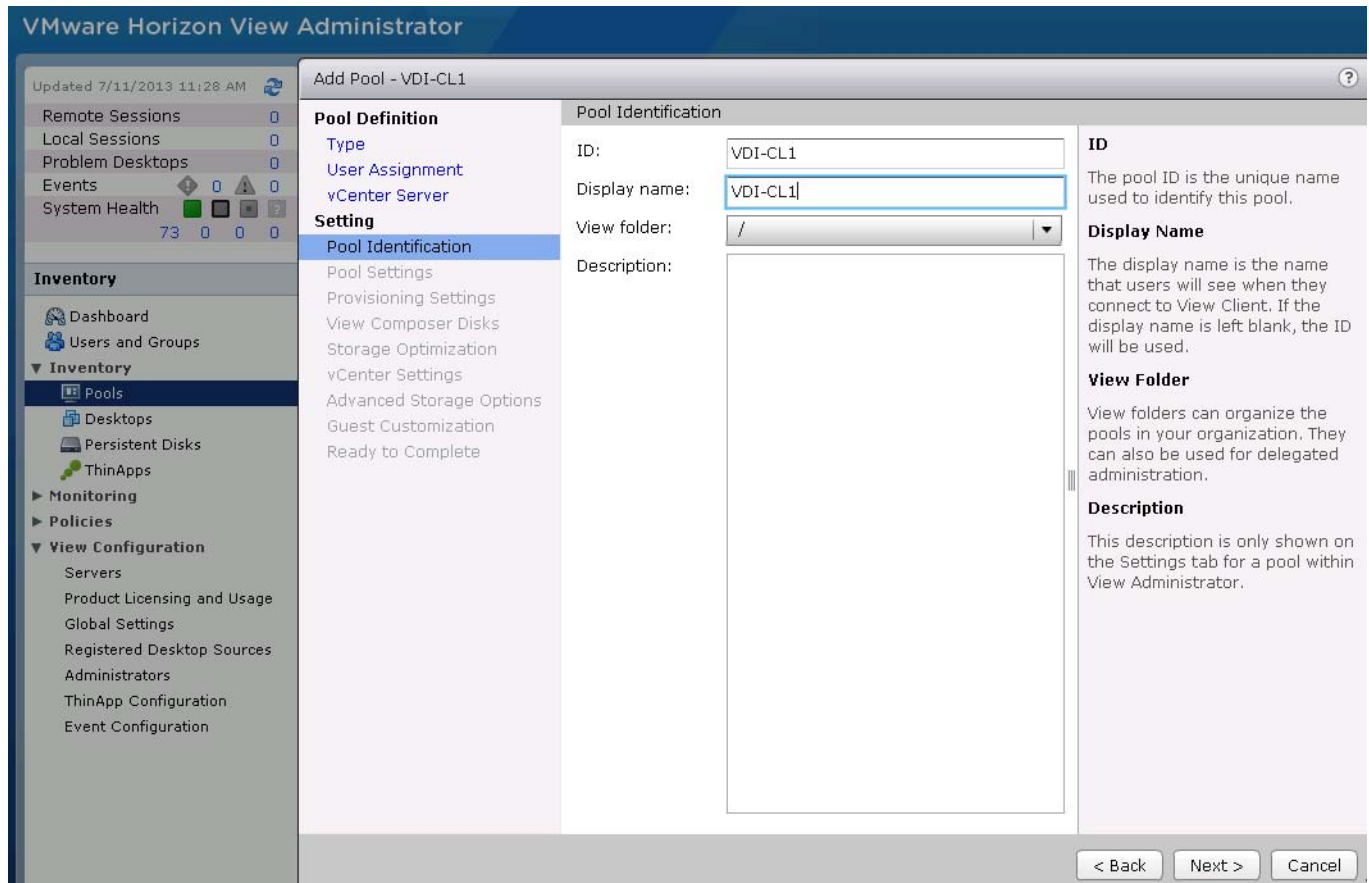 VMware Horizon View Administrator
Updated 7/11/2013 11:28 AM
Remote Sessions 0
Local Sessions 0
Problem Desktops 0
Events 0 0
System Health
73 0 0 0
Inventory
Dashboard
Users and Groups
Inventory
Pools
Desktops
Persistent Disks
ThinApps
Monitoring
Policies
View Configuration
Servers
Product Licensing and Usage
Global Settings
Registered Desktop Sources
Administrators
ThinApp Configuration
Event Configuration
Add Pool - VDI-CL1
?
Pool Definition
Type
User Assignment
vCenter Server
Setting
Pool Identification
Pool Settings
Provisioning Settings
View Composer Disks
Storage Optimization
vCenter Settings
Advanced Storage Options
Guest Customization
Ready to Complete
Pool Identification
ID: VDI-CL1
Display name: VDI-CL1
View folder: /
Description:
ID
The pool ID is the unique name
used to identify this pool.
Display Name
The display name is the name
that users will see when they
connect to View Client. If the
display name is left blank, the ID
will be used.
View Folder
View folders can organize the
pools in your organization. They
can also be used for delegated
administration.
Description
This description is only shown on
the Settings tab for a pool within
View Administrator.
< Back Next > Cancel